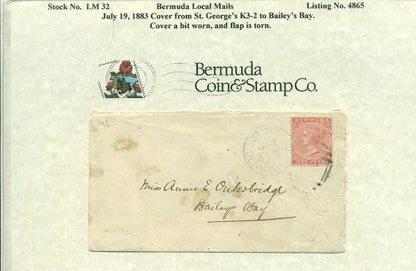 Stock No. LM 32 Bermuda Local Mails Listing No. 4865
July 19, 1883 Cover from St. George's K3-2 to Bailey's Bay.
Cover a bit worn, and flap is torn.
Bermuda
Coin&Stamp Co.
10/-
BERMUDA
ONE PENNY
Miss Annie E. Outerbridge
Bailey's Bay